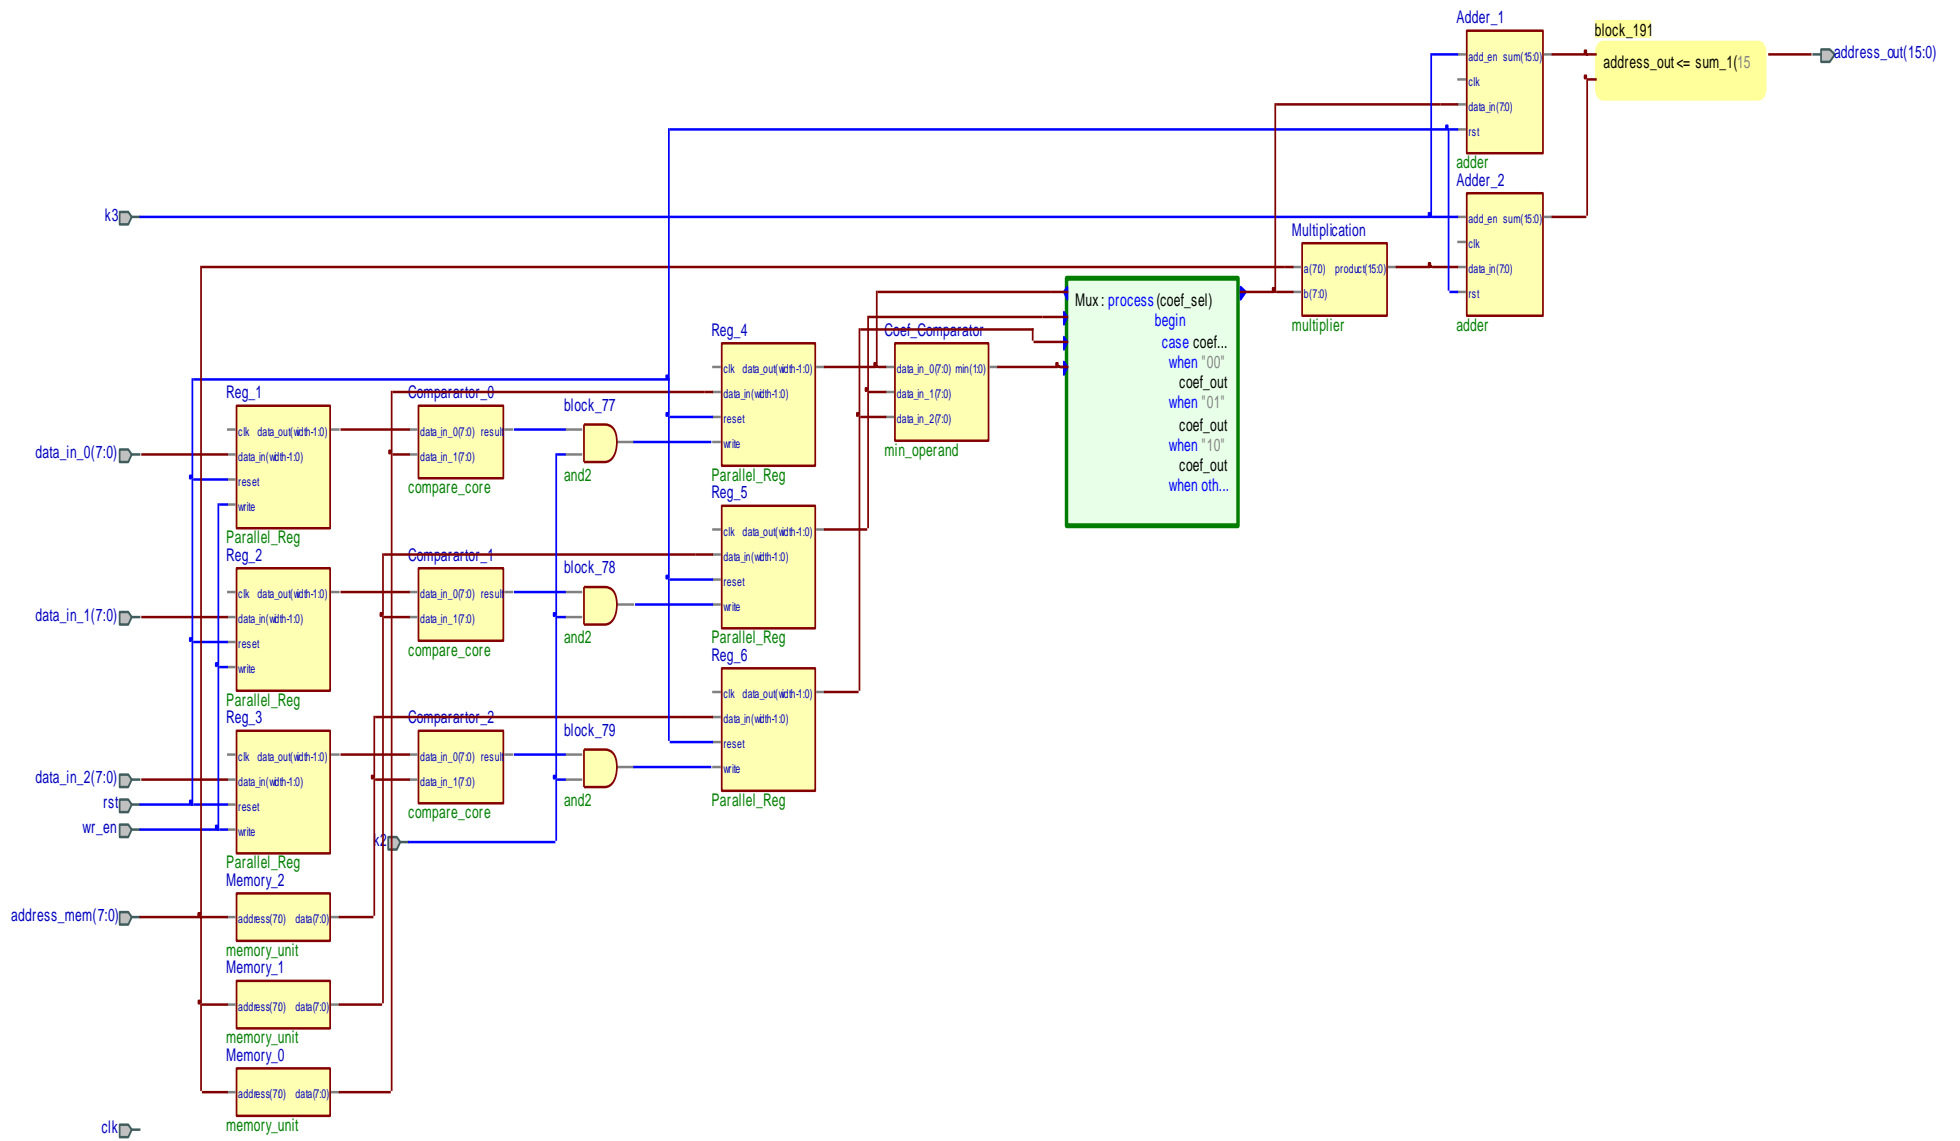 Adder_1
add_en sum(15:0)
clk
data_in(7:0)
rst
adder
block_191
address_out <= sum_1(15
address_out(15:0)
Adder_2
add_en sum(15:0)
clk
data_in(7:0)
rst
adder
k3
Multiplication
a(7:0) product(15:0)
b(7:0)
multiplier
Mux : process (coef_sel)
begin
case coef...
when "00"
coef_out
when "01"
coef_out
when "10"
coef_out
when oth...
Reg_4
clk data_out(width-1:0)
data_in(width-1:0)
reset
write
Parallel_Reg
Coef_Comparator
data_in_0(7:0) min(1:0)
data_in_1(7:0)
data_in_2(7:0)
min_operand
Reg_1
clk data_out(width-1:0)
data_in(width-1:0)
reset
write
Parallel_Reg
Comparartor_0
data_in_0(7:0) result
data_in_1(7:0)
compare_core
block_77
and2
data_in_0(7:0)
Reg_5
clk data_out(width-1:0)
data_in(width-1:0)
reset
write
Parallel_Reg
Reg_2
clk data_out(width-1:0)
data_in(width-1:0)
reset
write
Parallel_Reg
Comparartor_1
data_in_0(7:0) result
data_in_1(7:0)
compare_core
block_78
and2
data_in_1(7:0)
Reg_6
clk data_out(width-1:0)
data_in(width-1:0)
reset
write
Parallel_Reg
Reg_3
clk data_out(width-1:0)
data_in(width-1:0)
reset
write
Parallel_Reg
Comparartor_2
data_in_0(7:0) result
data_in_1(7:0)
compare_core
block_79
and2
data_in_2(7:0)
rst
wr_en
k2
Memory_2
address(7:0) data(7:0)
memory_unit
address_mem(7:0)
Memory_1
address(7:0) data(7:0)
memory_unit
Memory_0
address(7:0) data(7:0)
memory_unit
clk